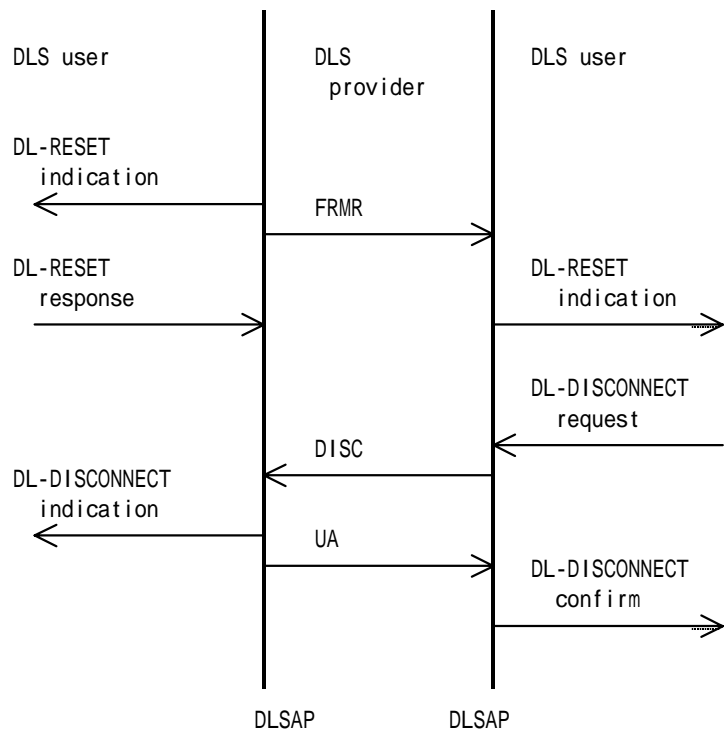 DLS user
DLS
provider
DLS user
DL-RESET
indication
FRMR
DL-RESET
response
DL-RESET
indication
DL-DISCONNECT
request
DISC
DL-DISCONNECT
indication
UA
DL-DISCONNECT
confirm
DLSAP
DLSAP